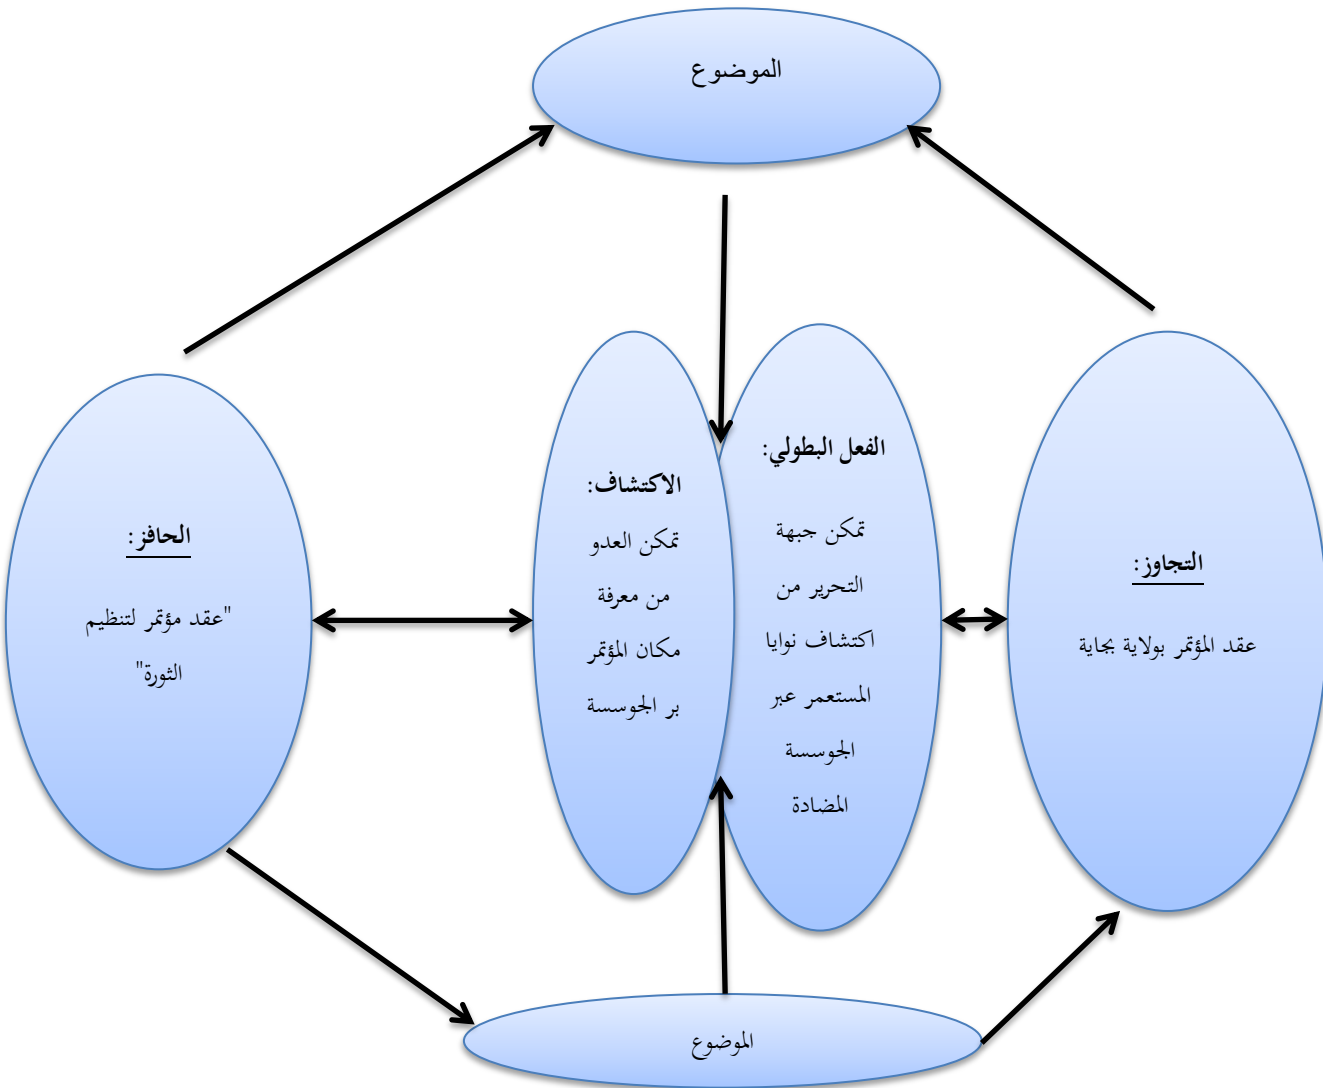 الموضوع
الفعل البطولي:
تمكن جبهة
التحرير من
اكتشاف نوايا
المستعمر عبر
الجوسسة
المضادة
الاكتشاف:
تمكن العدو
من معرفة
مكان المؤتمر
بر الجوسسة
التجاوز:
عقد المؤتمر بولاية بجاية
الحافز:
"عقد مؤتمر لتنظيم
الثورة"
الموضوع